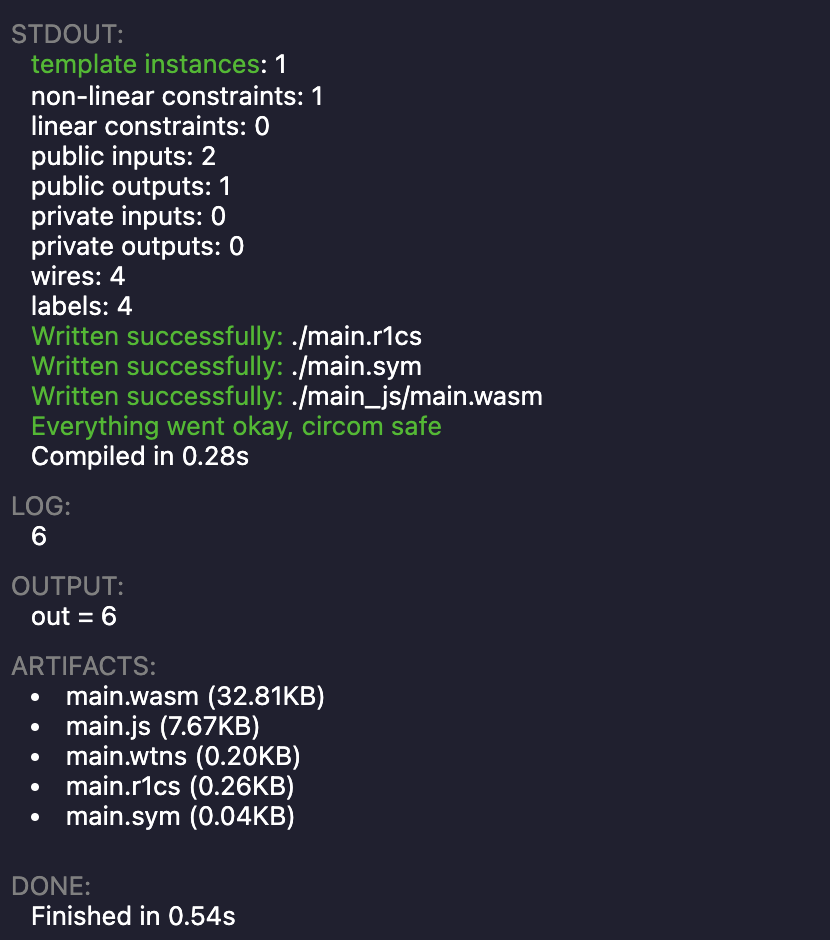 STDOUT:
template instances: 1
non-linear constraints: 1
linear constraints: 0
public inputs: 2
public outputs: 1
private inputs: 0
private outputs: 0
wires: 4
labels: 4
Written successfully: ./main.r1cs
Written successfully: ./main.sym
Written successfully: ./main_js/main.wasm
Everything went okay, circom safe
Compiled in 0.28s
LOG:
6
OUTPUT:
out = 6
ARTIFACTS:
• main.wasm (32.81KB)
• main.js (7.67KB)
• main.wtns (0.20KB)
• main.r1cs (0.26KB)
• main.sym (0.04KB)
DONE:
Finished in 0.54s